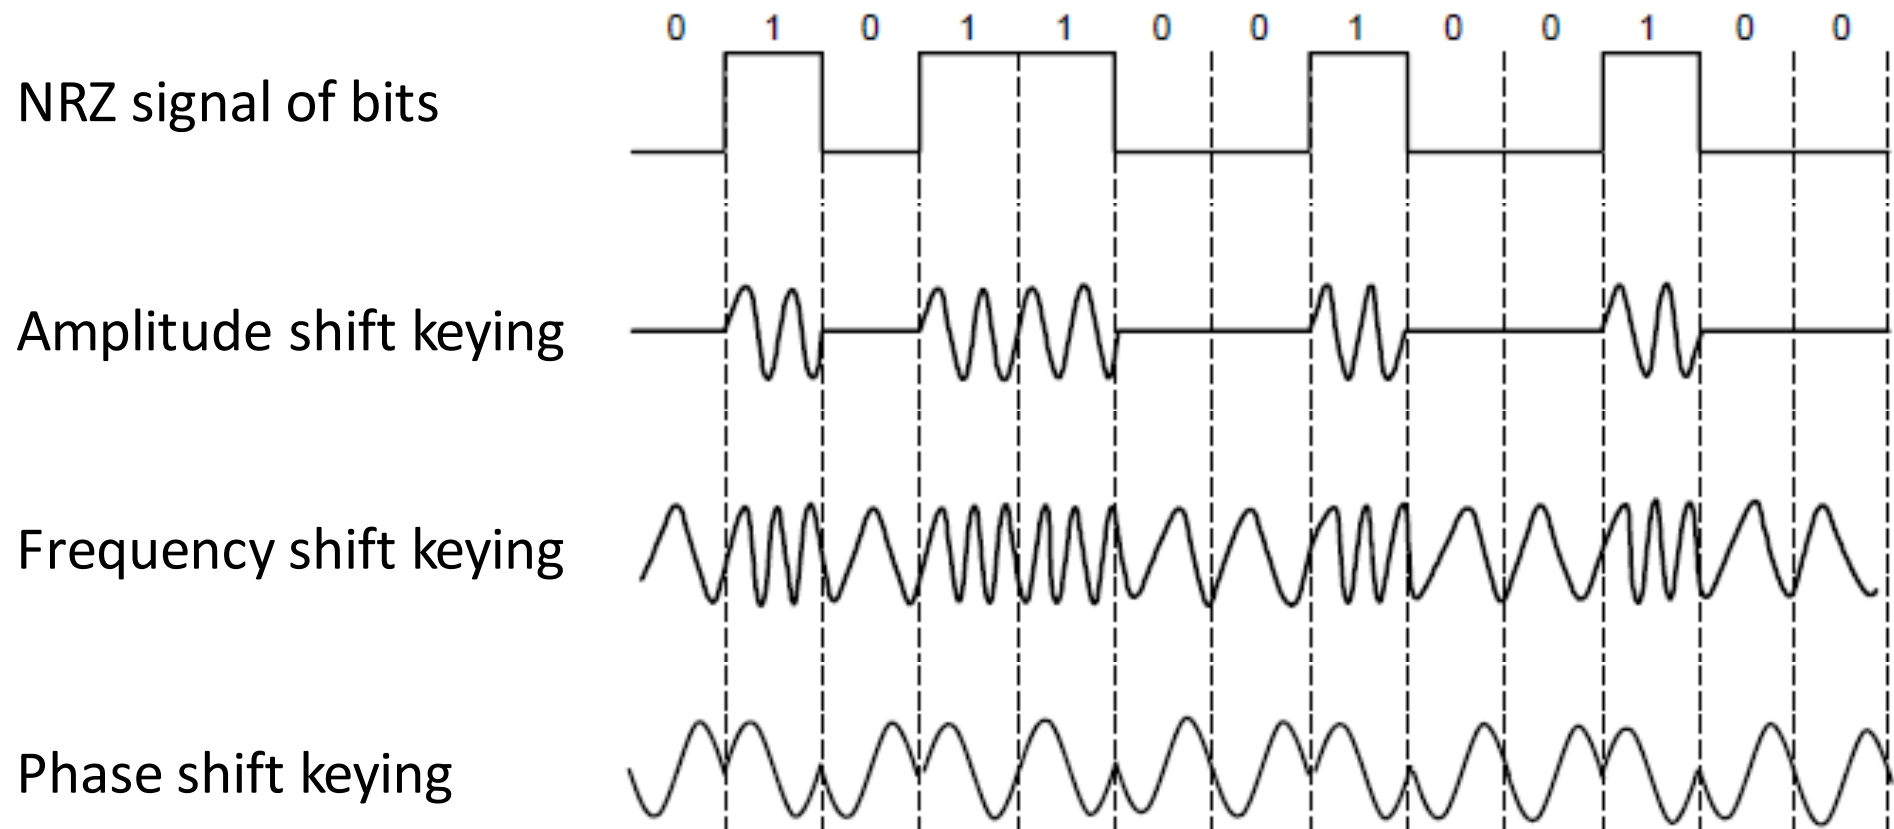 0 1 0 1 1 0 0 1 0 0 1 0 0
NRZ signal of bits
Amplitude shift keying
Frequency shift keying
Phase shift keying